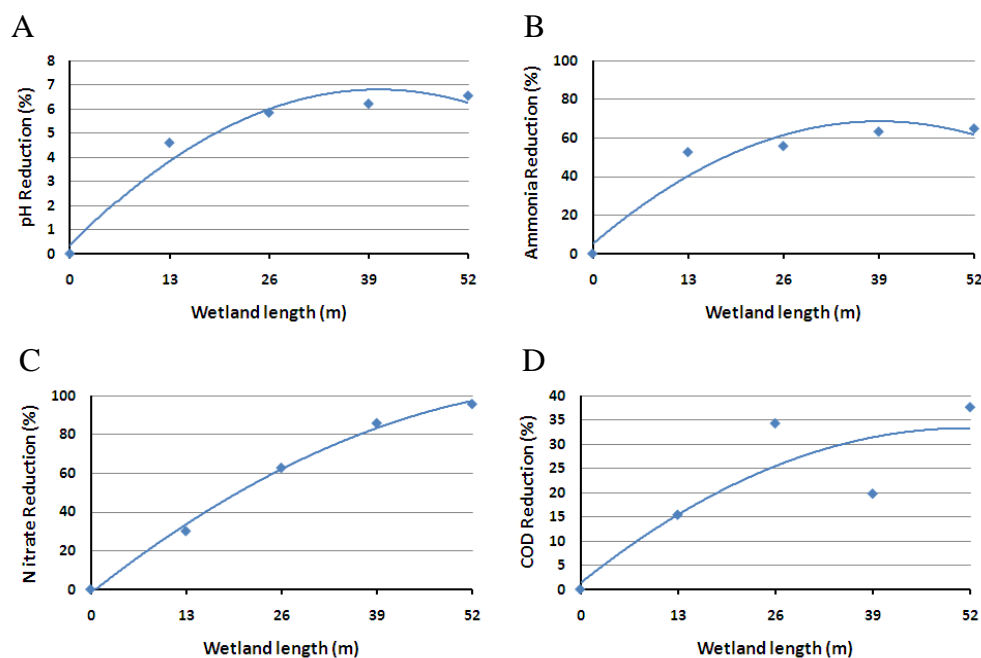 A
pH Reduction (%)
8
7
6
5
4
3
2
1
0
0 13 26 39 52
Wetland length (m)
B
Ammonia Reduction (%)
100
80
60
40
20
0
0 13 26 39 52
Wetland length (m)
C
Nitrate Reduction (%)
100
80
60
40
20
0
0 13 26 39 52
Wetland length (m)
D
COD Reduction (%)
40
35
30
25
20
15
10
5
0
0 13 26 39 52
Wetland length (m)